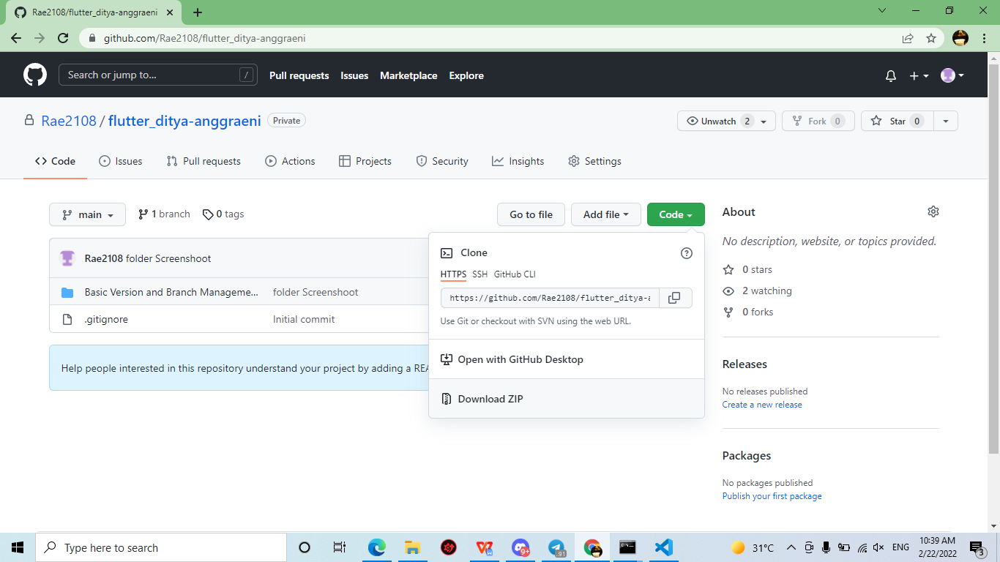 Rae2108/flutter_ditya-anggraeni
github.com/Rae2108/flutter_ditya-anggraeni
Search or jump to... /
Pull requests Issues Marketplace Explore
Rae2108 / flutter_ditya-anggraeni Private
Unwatch 2 Fork 0 Star 0
Code Issues Pull requests Actions Projects Security Insights Settings
main 1 branch 0 tags
Go to file Add file Code
Rae2108 folder Screenshoot
Basic Version and Branch Manageme... folder Screenshoot
.gitignore Initial commit
Help people interested in this repository understand your project by adding a REA
Clone
HTTPS SSH GitHub CLI
https://github.com/Rae2108/flutter_ditya-a
Use Git or checkout with SVN using the web URL.
Open with GitHub Desktop
Download ZIP
About
No description, website, or topics provided.
0 stars
2 watching
0 forks
Releases
No releases published
Create a new release
Packages
No packages published
Publish your first package
Type here to search
9+
91
31°C
ENG
10:39 AM
2/22/2022
3